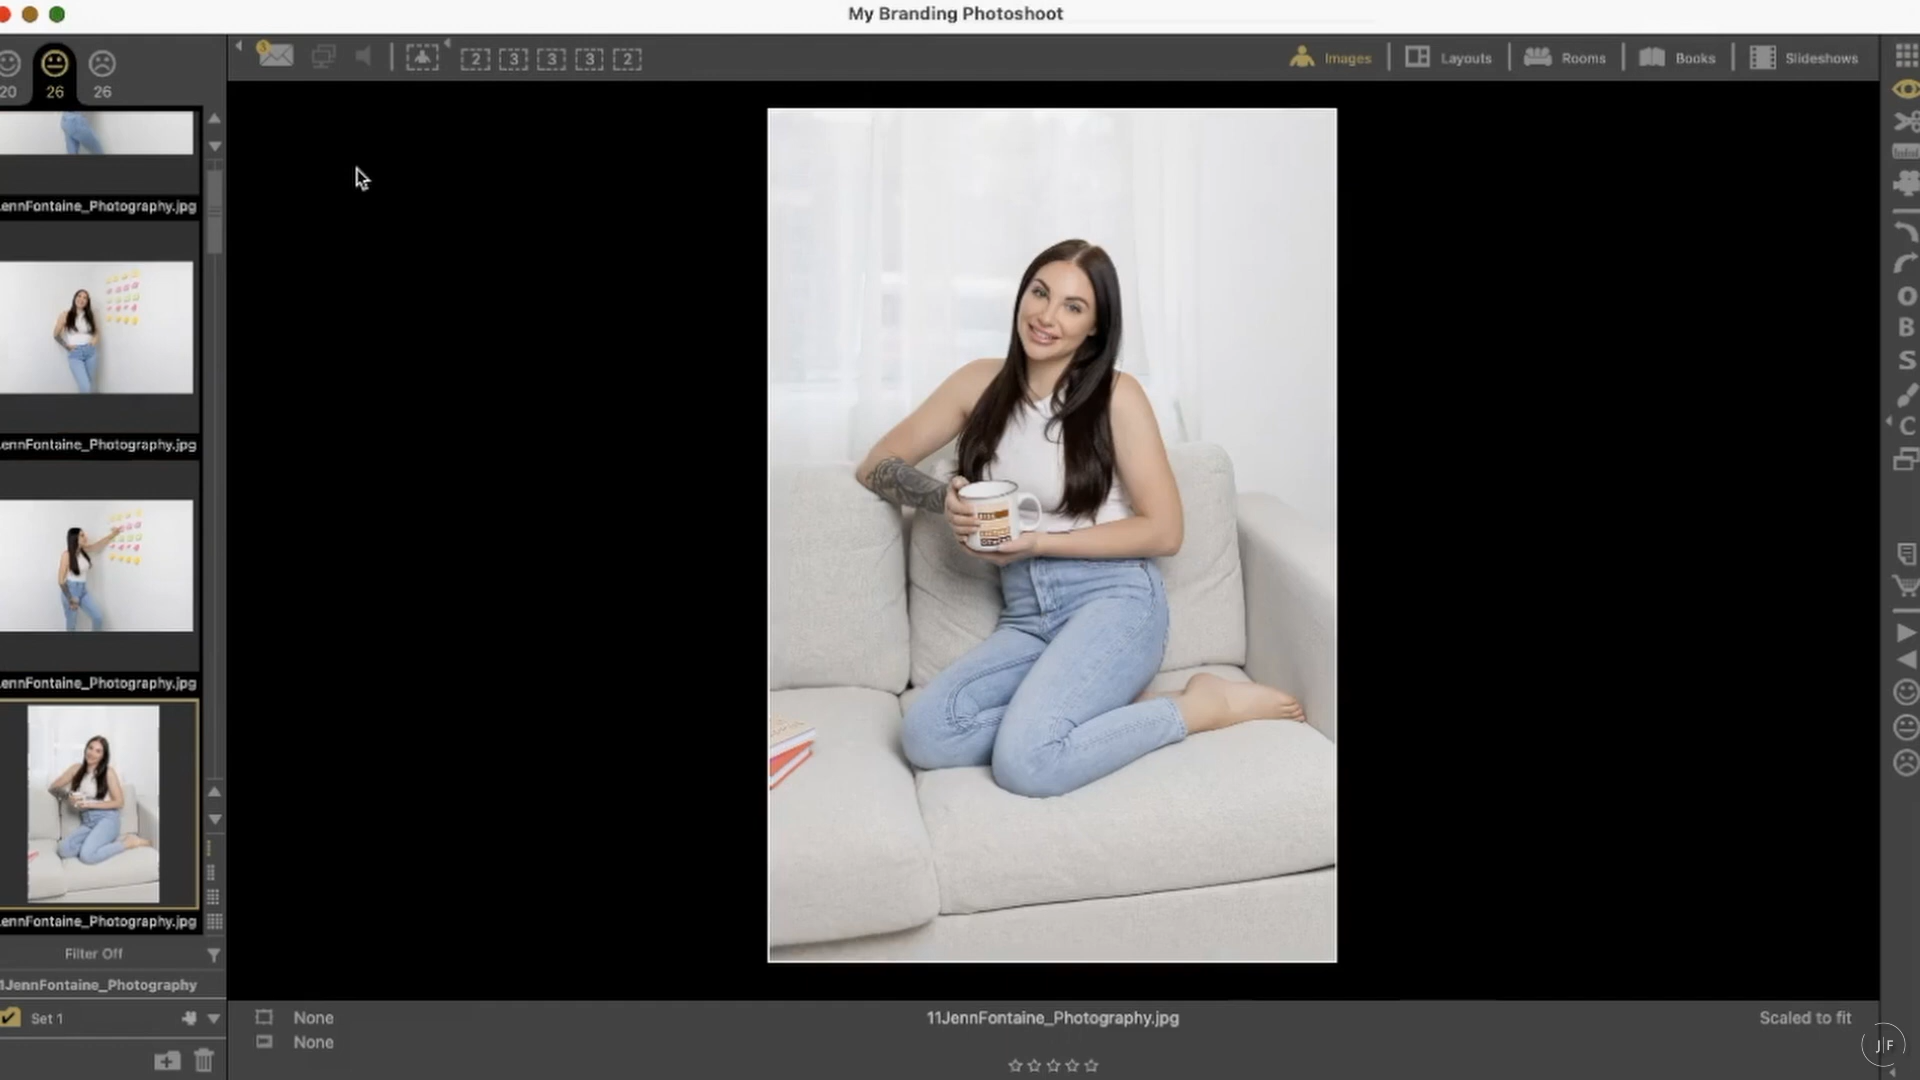 My Branding Photoshoot
20
26
26
3
2
3
3
3
2
Images
Layouts
Rooms
Books
Slideshows
ennFontaine_Photography.jpg
ennFontaine_Photography.jpg
ennFontaine_Photography.jpg
ennFontaine_Photography.jpg
O
B
S
C
Filter Off
1JennFontaine_Photography
Set 1
None
None
11JennFontaine_Photography.jpg
Scaled to fit
J|F